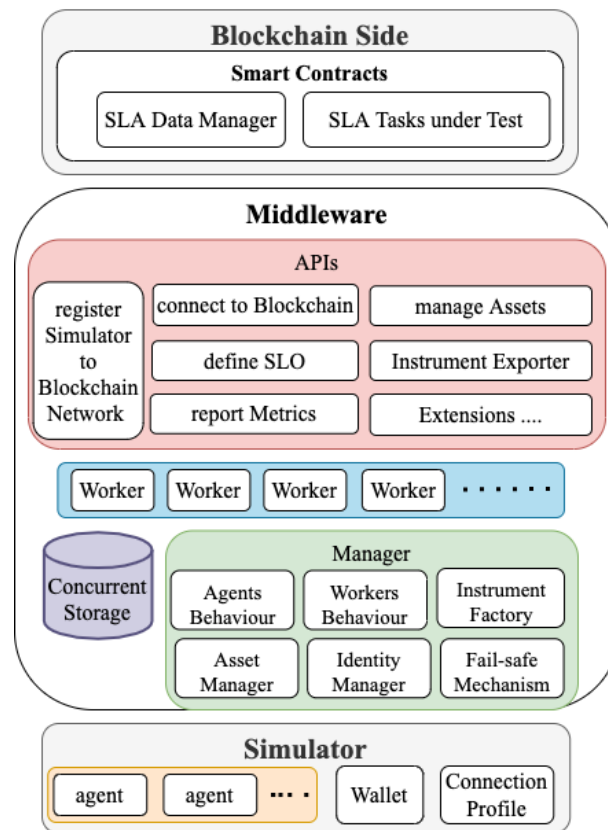 Blockchain Side
Smart Contracts
SLA Data Manager
SLA Tasks under Test
Middleware
APIs
register
Simulator
to
Blockchain
Network
connect to Blockchain
manage Assets
define SLO
Instrument Exporter
report Metrics
Extensions ....
Worker
Worker
Worker
Worker
......
Concurrent
Storage
Manager
Agents
Behaviour
Workers
Behaviour
Instrument
Factory
Asset
Manager
Identity
Manager
Fail-safe
Mechanism
Simulator
agent
agent
....
Wallet
Connection
Profile